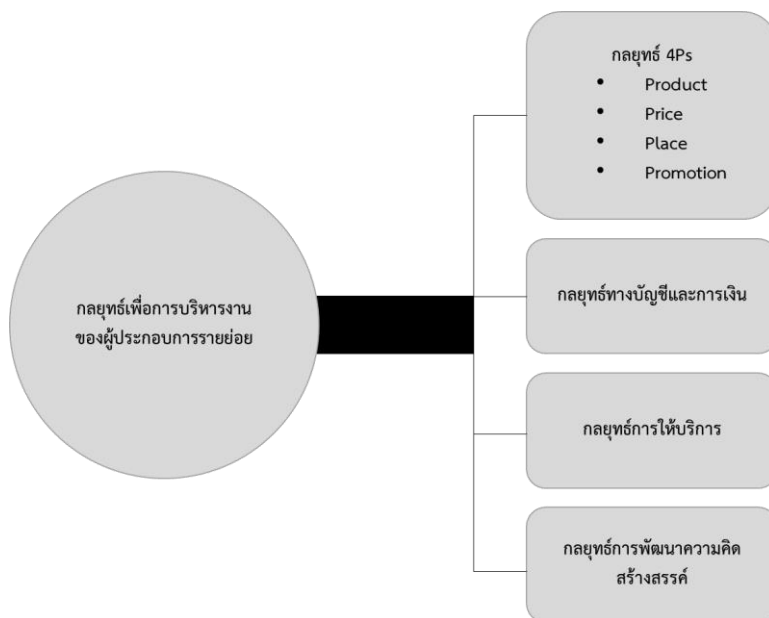 กลยุทธ์ 4Ps
• Product
• Price
• Place
• Promotion
กลยุทธ์เพื่อการบริหารงาน
ของผู้ประกอบการรายย่อย
กลยุทธ์ทางบัญชีและการเงิน
กลยุทธ์การให้บริการ
กลยุทธ์การพัฒนาความคิด
สร้างสรรค์